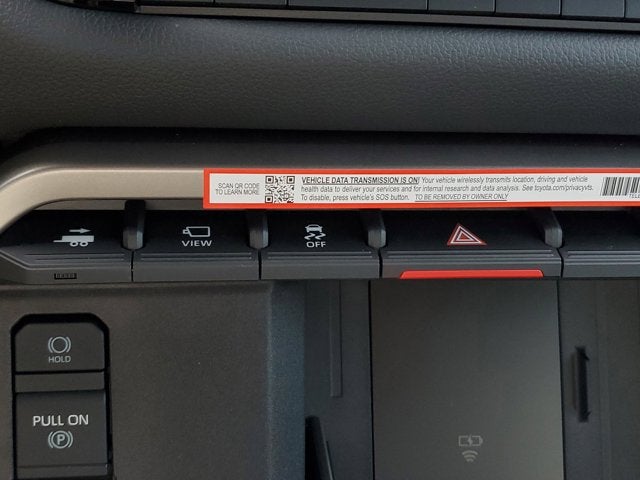 SCAN QR CODE
TO LEARN MORE
VEHICLE DATA TRANSMISSION IS ON! Your vehicle wirelessly transmits location, driving and vehicle
health data to deliver your services and for internal research and data analysis. See toyota.com/privacyvts.
To disable, press vehicle's SOS button. TO BE REMOVED BY OWNER ONLY
VIEW
OFF
HOLD
PULL ON
P